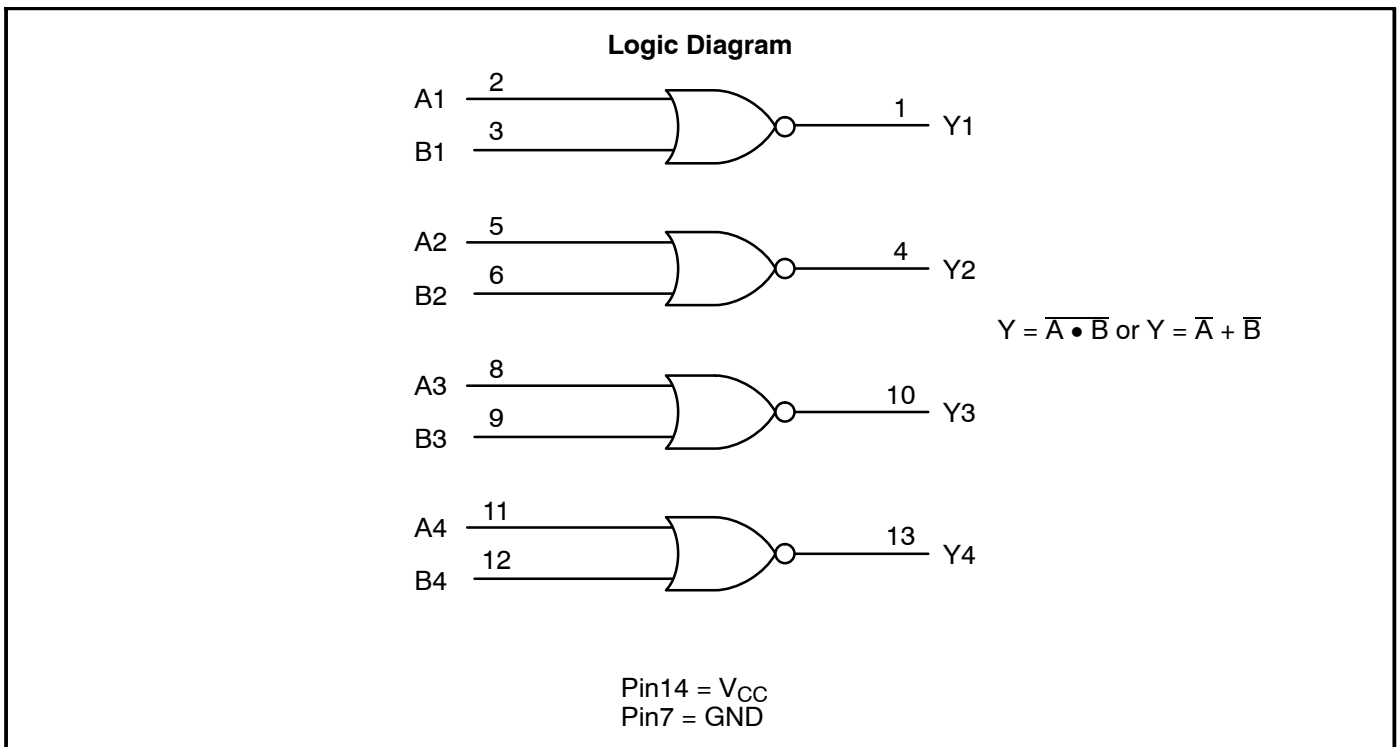 Logic Diagram
A1 2
B1 3
1 Y1
A2 5
B2 6
4 Y2
Y = A̅ ̅•̅ ̅B̅ or Y = A̅ + B̅
A3 8
B3 9
10 Y3
A4 11
B4 12
13 Y4
Pin14 = VCC
Pin7 = GND